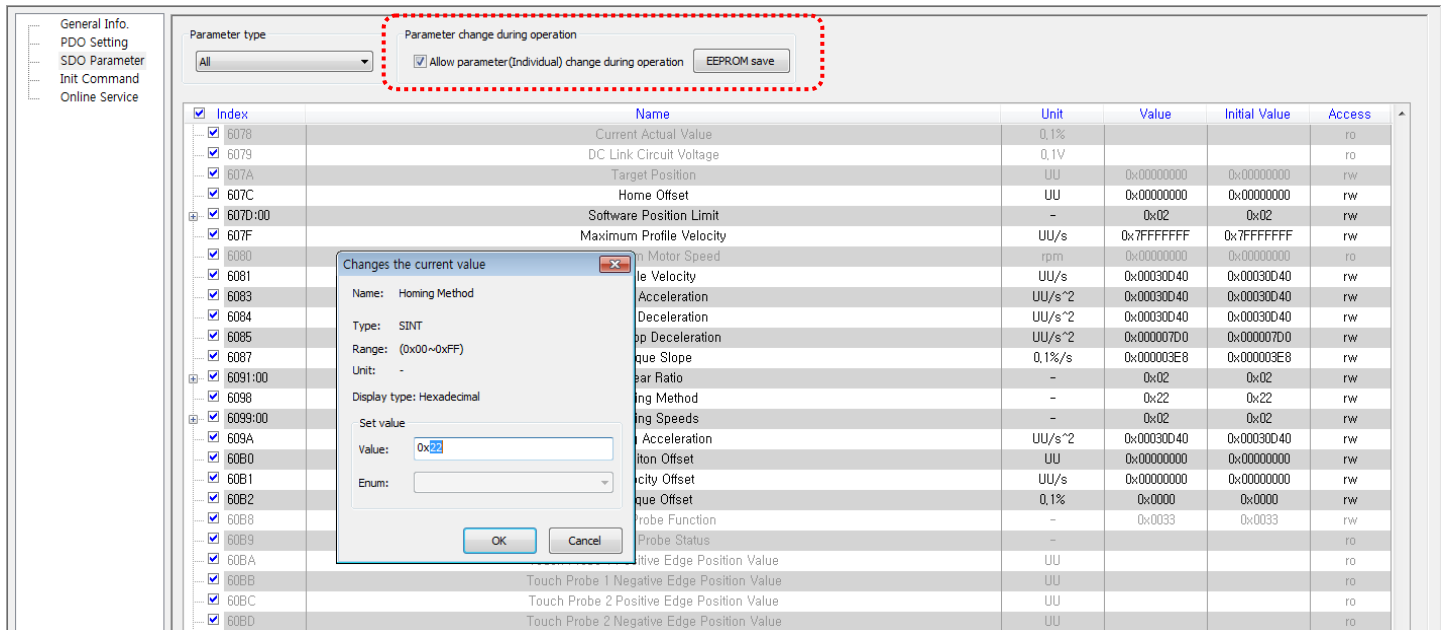 General Info.
PDO Setting
SDO Parameter
Init Command
Online Service
Parameter type
All
Parameter change during operation
Allow parameter(Individual) change during operation EEPROM save
Index Name Unit Value Initial Value Access
6078 Current Actual Value 0,1% ro
6079 DC Link Circuit Voltage 0,1V ro
607A Target Position UU 0x00000000 0x00000000 rw
607C Home Offset UU 0x00000000 0x00000000 rw
607D:00 Software Position Limit - 0x02 0x02 rw
607F Maximum Profile Velocity UU/s 0x7FFFFFFF 0x7FFFFFFF rw
6080 Motor Speed rpm 0x00000000 0x00000000 ro
6081 Velocity UU/s 0x00030D40 0x00030D40 rw
6083 Acceleration UU/s^2 0x00030D40 0x00030D40 rw
6084 Deceleration UU/s^2 0x00030D40 0x00030D40 rw
6085 Deceleration UU/s^2 0x000007D0 0x000007D0 rw
6087 que Slope 0,1%/s 0x000003E8 0x000003E8 rw
6091:00 ear Ratio - 0x02 0x02 rw
6098 ing Method - 0x22 0x22 rw
6099:00 ing Speeds - 0x02 0x02 rw
609A Acceleration UU/s^2 0x00030D40 0x00030D40 rw
60B0 iton Offset UU 0x00000000 0x00000000 rw
60B1 city Offset UU/s 0x00000000 0x00000000 rw
60B2 que Offset 0,1% 0x0000 0x0000 rw
60B8 Probe Function - 0x0033 0x0033 rw
60B9 Probe Status - ro
60BA Touch Probe 1 Positive Edge Position Value UU ro
60BB Touch Probe 1 Negative Edge Position Value UU ro
60BC Touch Probe 2 Positive Edge Position Value UU ro
60BD Touch Probe 2 Negative Edge Position Value UU ro
Changes the current value
Name: Homing Method
Type: SINT
Range: (0x00~0xFF)
Unit: -
Display type: Hexadecimal
Set value
Value: 0x22
Enum:
OK Cancel